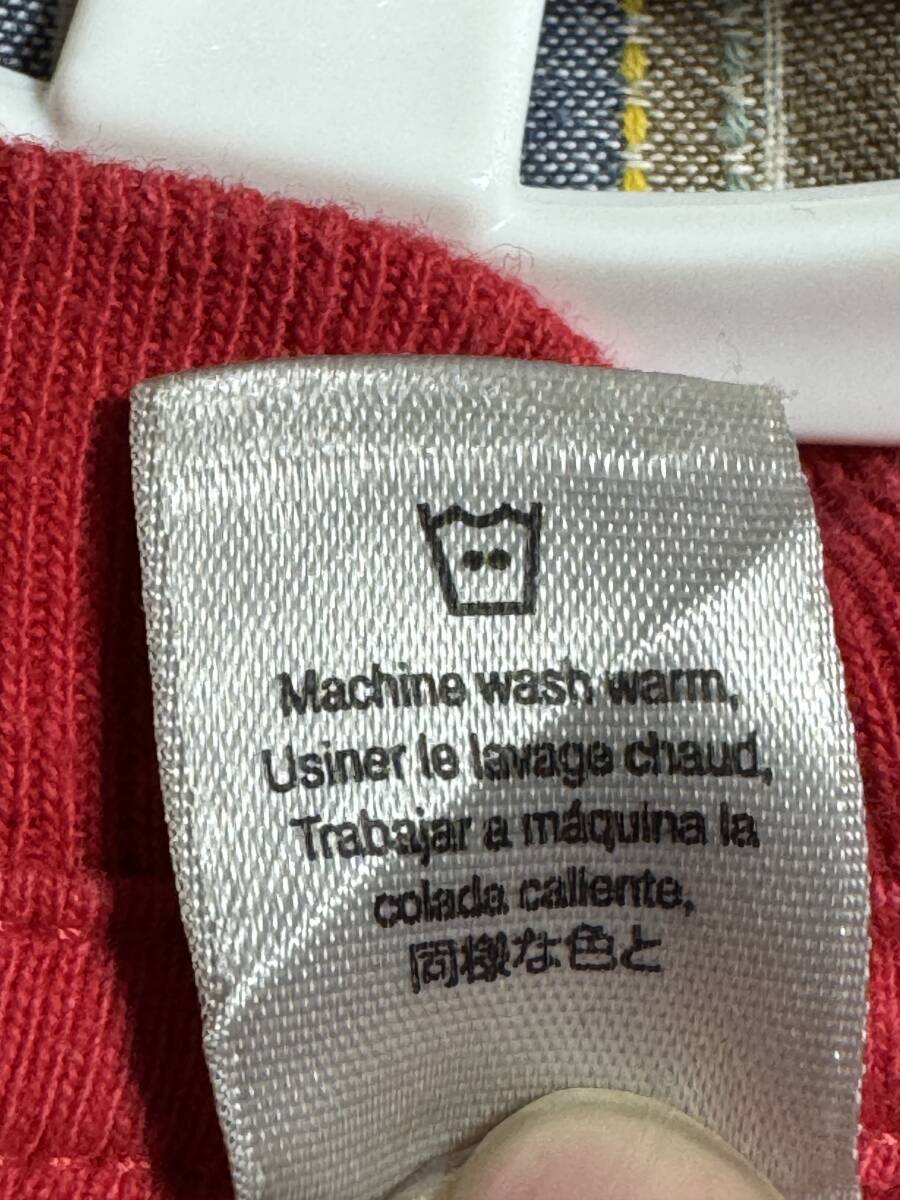 Machine wash warm,
Usiner le lavage chaud,
Trabajar a máquina la
colada caliente,
同様な色と